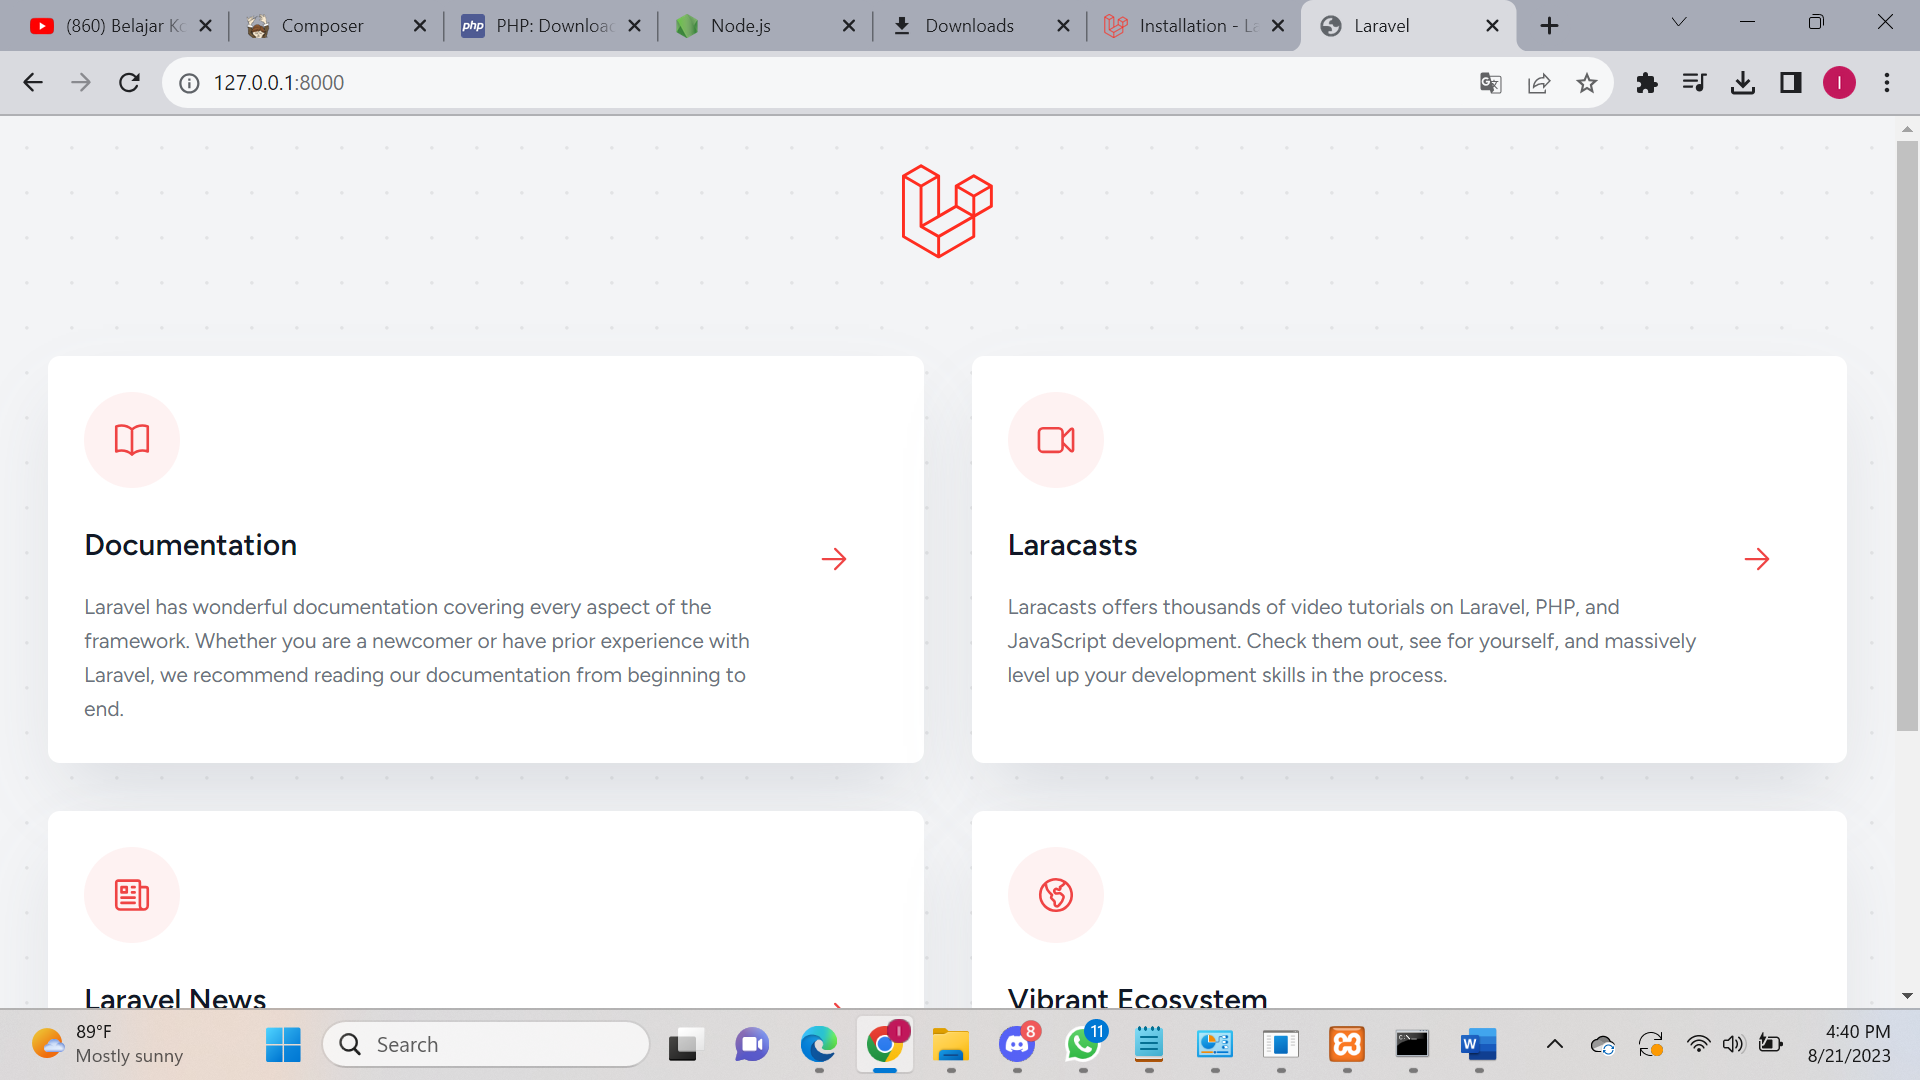 (860) Belajar Ko
Composer
php PHP: Downloac
Node.js
Downloads
Installation - La
Laravel
127.0.0.1:8000
I
Documentation
Laravel has wonderful documentation covering every aspect of the
framework. Whether you are a newcomer or have prior experience with
Laravel, we recommend reading our documentation from beginning to
end.
Laracasts
Laracasts offers thousands of video tutorials on Laravel, PHP, and
JavaScript development. Check them out, see for yourself, and massively
level up your development skills in the process.
Laravel News
Vibrant Ecosystem
89°F
Mostly sunny
Search
I
8
11
W
4:40 PM
8/21/2023